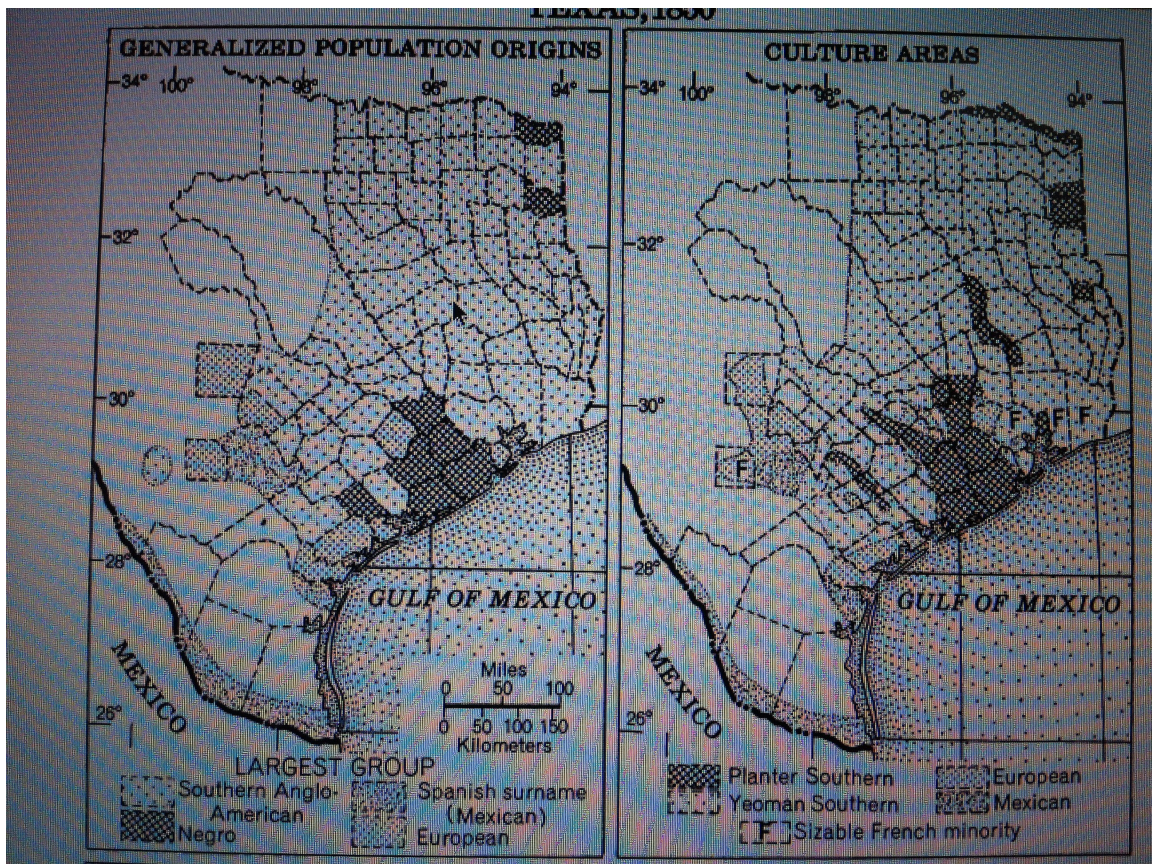 TEXAS, 1850
GENERALIZED POPULATION ORIGINS
34° 100° 98° 96° 94°
32°
30°
28°
26°
GULF OF MEXICO
MEXICO
Miles
0 50 100
0 50 100 150
Kilometers
LARGEST GROUP
Southern Anglo-
American
Negro
Spanish surname
(Mexican)
European
CULTURE AREAS
34° 100° 98° 96° 94°
32°
30°
F F F
F
28°
GULF OF MEXICO
MEXICO
26°
Planter Southern
Yeoman Southern
European
Mexican
F Sizable French minority